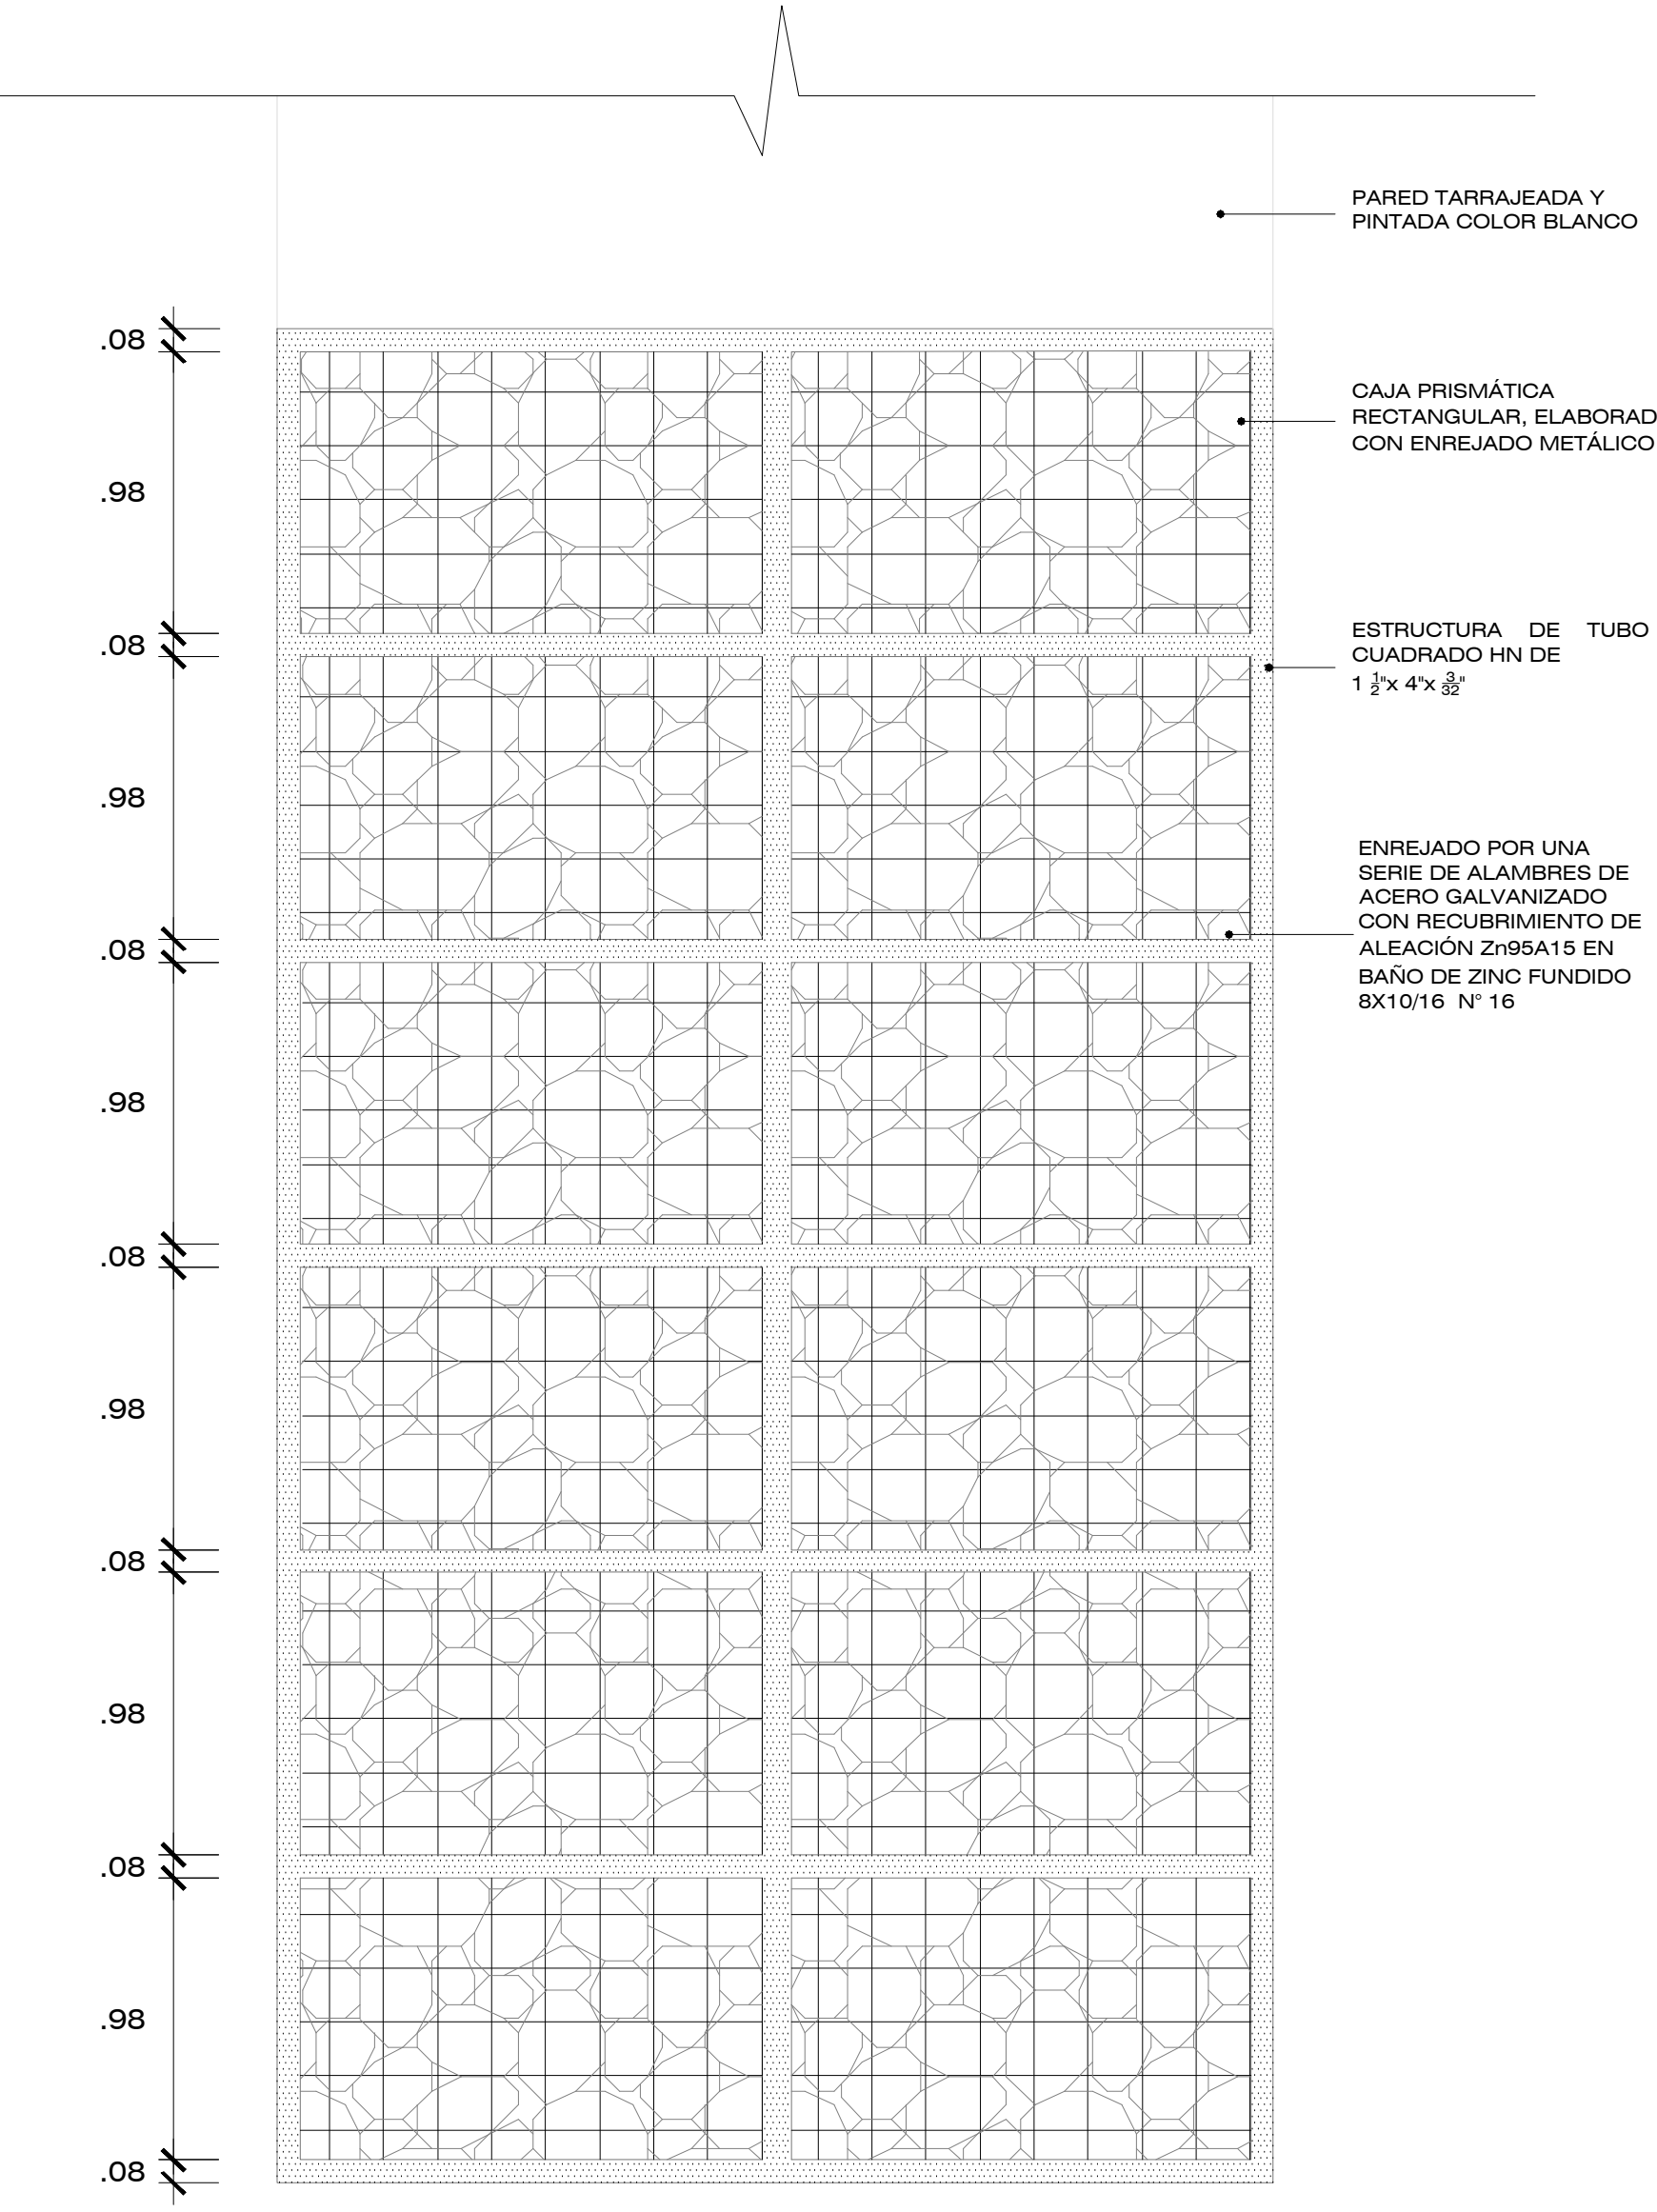 PARED TARRAJEADA Y
PINTADA COLOR BLANCO
.08
CAJA PRISMÁTICA
RECTANGULAR, ELABORAD
CON ENREJADO METÁLICO
.98
.08
ESTRUCTURA DE TUBO
CUADRADO HN DE
1 1/2"x 4"x 3/32"
.98
ENREJADO POR UNA
SERIE DE ALAMBRES DE
ACERO GALVANIZADO
CON RECUBRIMIENTO DE
ALEACIÓN Zn95A15 EN
BAÑO DE ZINC FUNDIDO
8X10/16 N° 16
.08
.98
.08
.98
.08
.98
.08
.98
.08